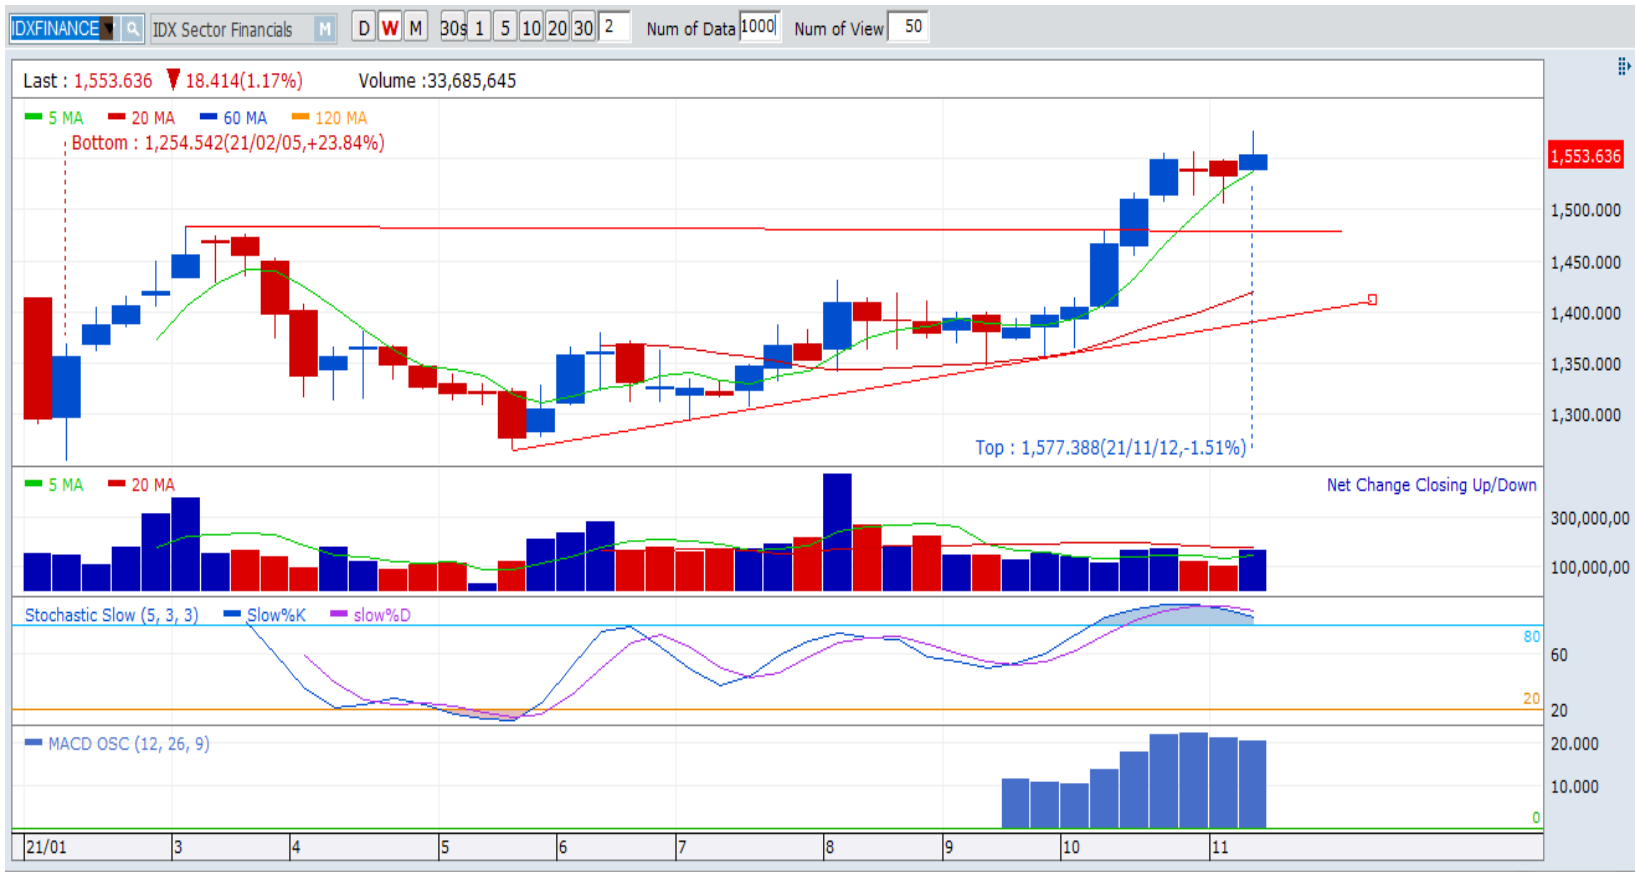 IDXFINANCE IDX Sector Financials M D W M 30s 1 5 10 20 30 2 Num of Data 1000 Num of View 50
Last : 1,553.636 ▼ 18.414(1.17%) Volume :33,685,645
5 MA 20 MA 60 MA 120 MA
Bottom : 1,254.542(21/02/05,+23.84%)
1,553.636
1,500.000
1,450.000
1,400.000
1,350.000
1,300.000
Top : 1,577.388(21/11/12,-1.51%)
5 MA 20 MA
Net Change Closing Up/Down
300,000,00
100,000,00
Stochastic Slow (5, 3, 3) Slow%K slow%D
80
60
20
20
MACD OSC (12, 26, 9)
20.000
10.000
0
21/01 3 4 5 6 7 8 9 10 11